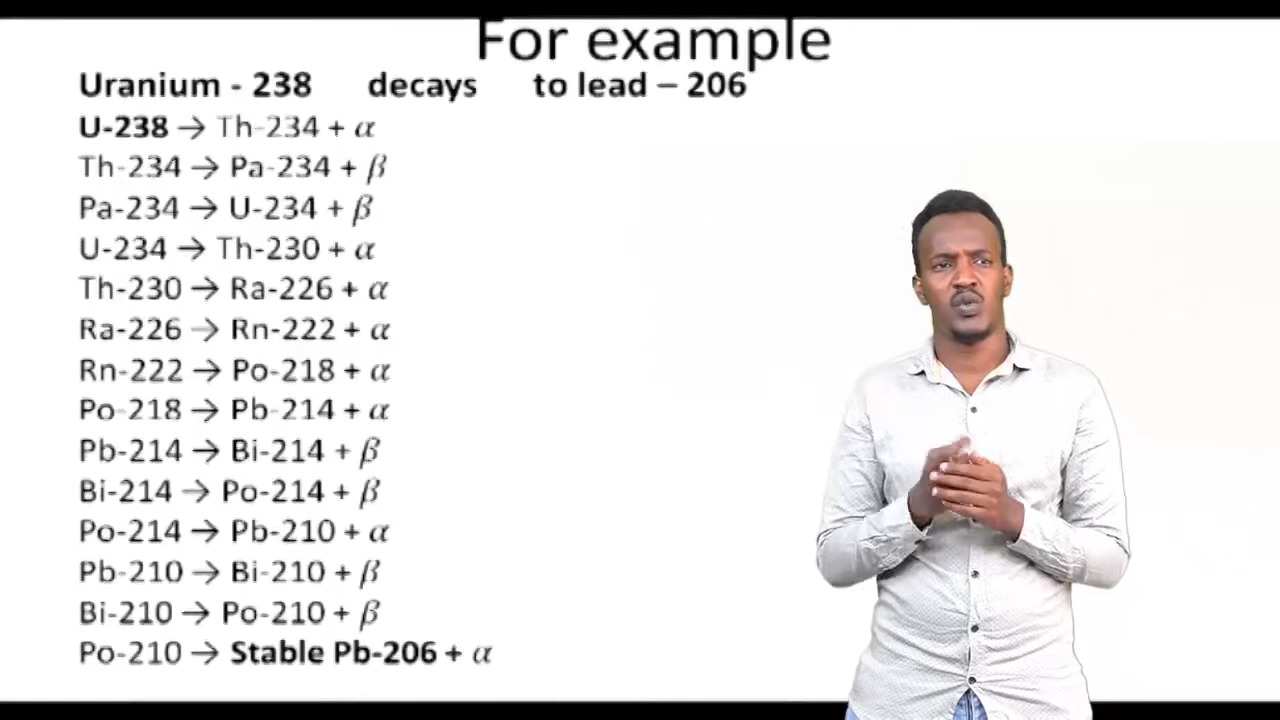 For example
Uranium - 238 decays to lead – 206
U-238 → Th-234 + α
Th-234 → Pa-234 + β
Pa-234 → U-234 + β
U-234 → Th-230 + α
Th-230 → Ra-226 + α
Ra-226 → Rn-222 + α
Rn-222 → Po-218 + α
Po-218 → Pb-214 + α
Pb-214 → Bi-214 + β
Bi-214 → Po-214 + β
Po-214 → Pb-210 + α
Pb-210 → Bi-210 + β
Bi-210 → Po-210 + β
Po-210 → Stable Pb-206 + α